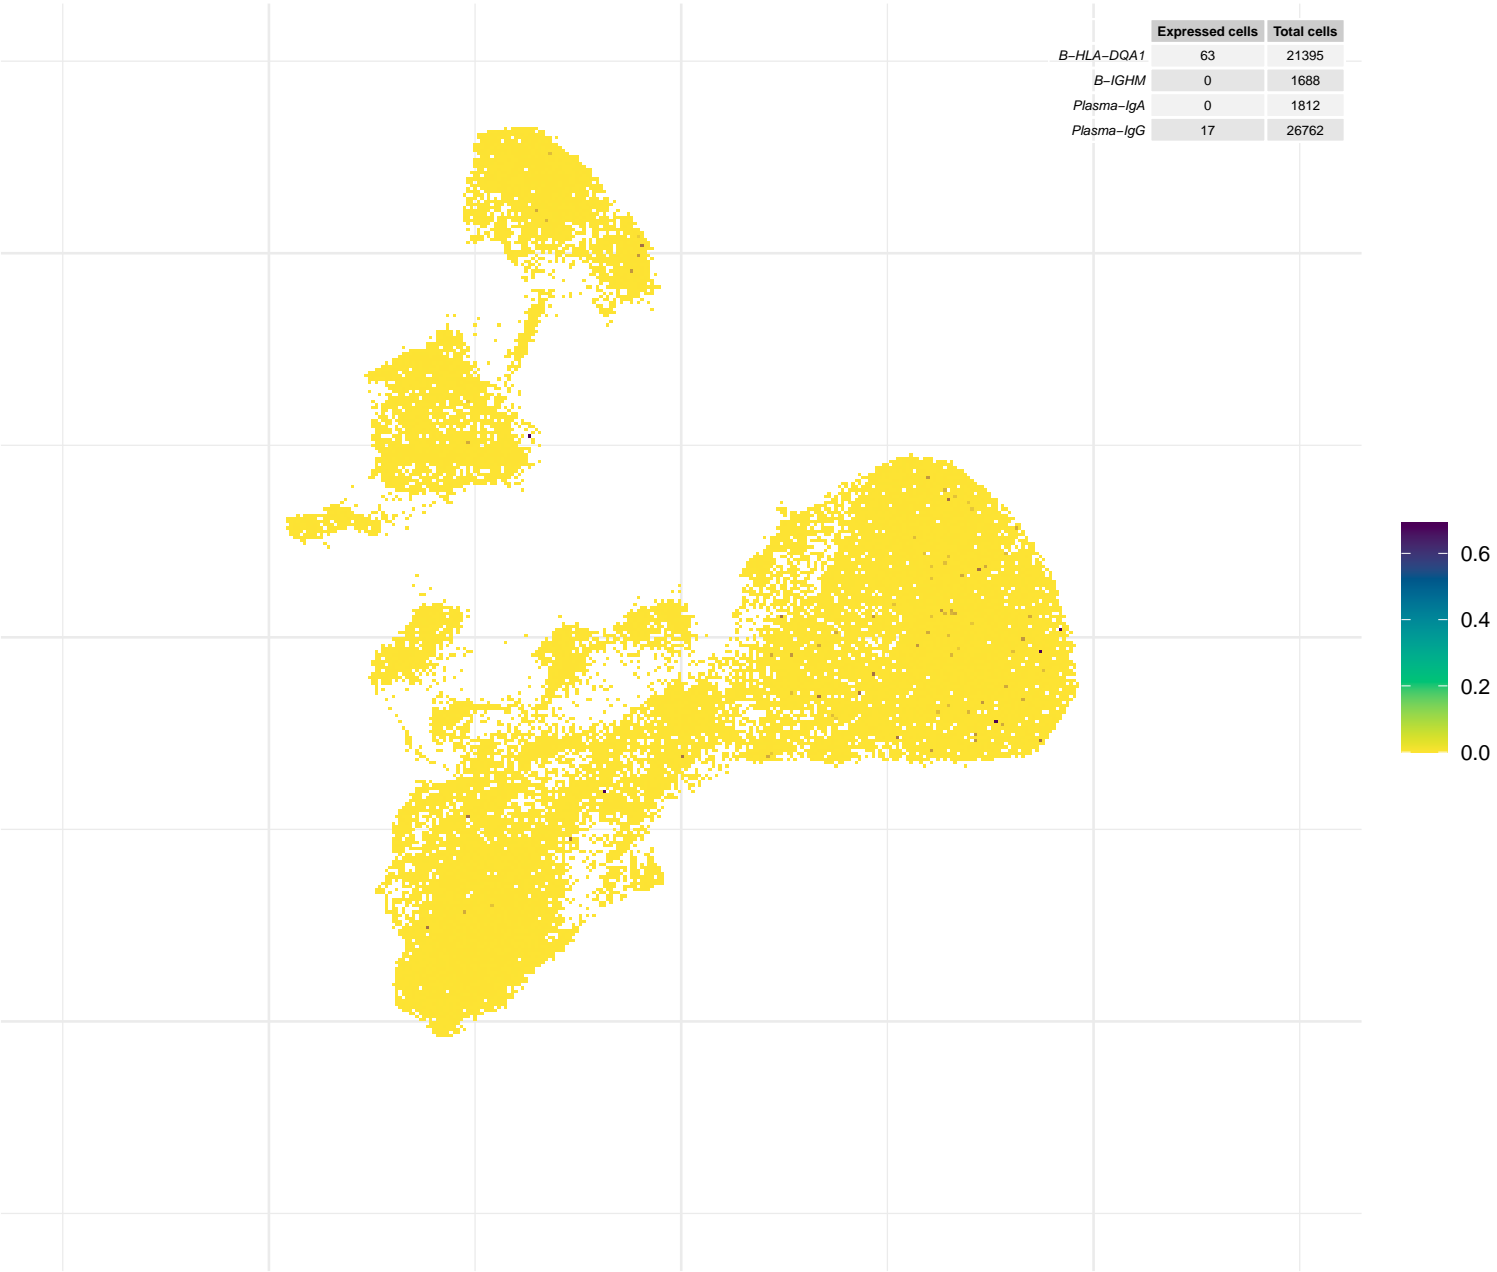 Expressed cells Total cells
B−HLA−DQA1 63 21395
B−IGHM 0 1688
Plasma−IgA 0 1812
Plasma−IgG 17 26762
0.6
0.4
0.2
0.0